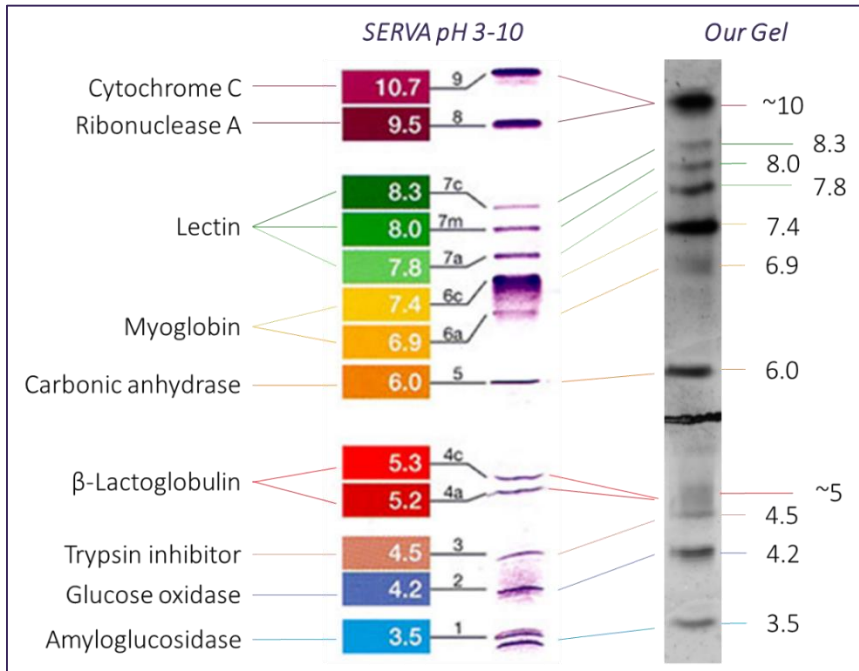 SERVA pH 3-10
Our Gel
Cytochrome C
10.7
9
~10
Ribonuclease A
9.5
8
8.3
8.3
7c
8.0
Lectin
8.0
7m
7.8
7.8
7a
7.4
7.4
6c
6.9
Myoglobin
6.9
6a
Carbonic anhydrase
6.0
5
6.0
5.3
4c
β-Lactoglobulin
5.2
4a
~5
4.5
Trypsin inhibitor
4.5
3
4.2
Glucose oxidase
4.2
2
Amyloglucosidase
3.5
1
3.5